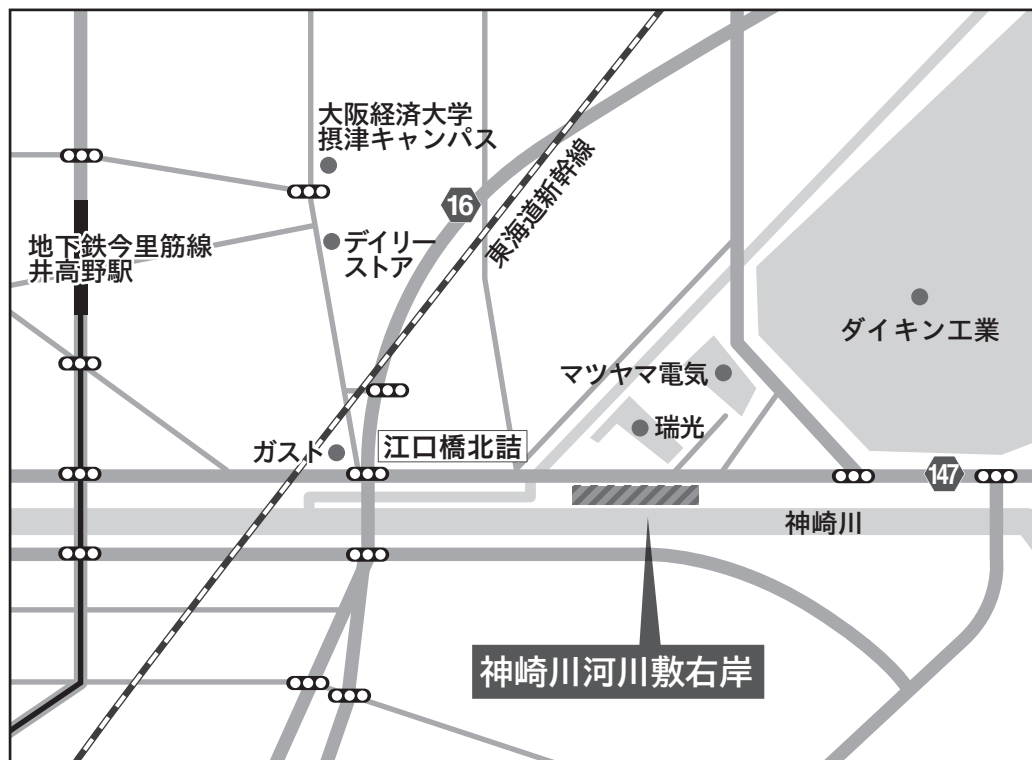 大阪経済大学
摂津キャンパス
16
東海道新幹線
地下鉄今里筋線
井高野駅
デイリー
ストア
ダイキン工業
マツヤマ電気
瑞光
ガスト
江口橋北詰
147
神崎川
神崎川河川敷右岸